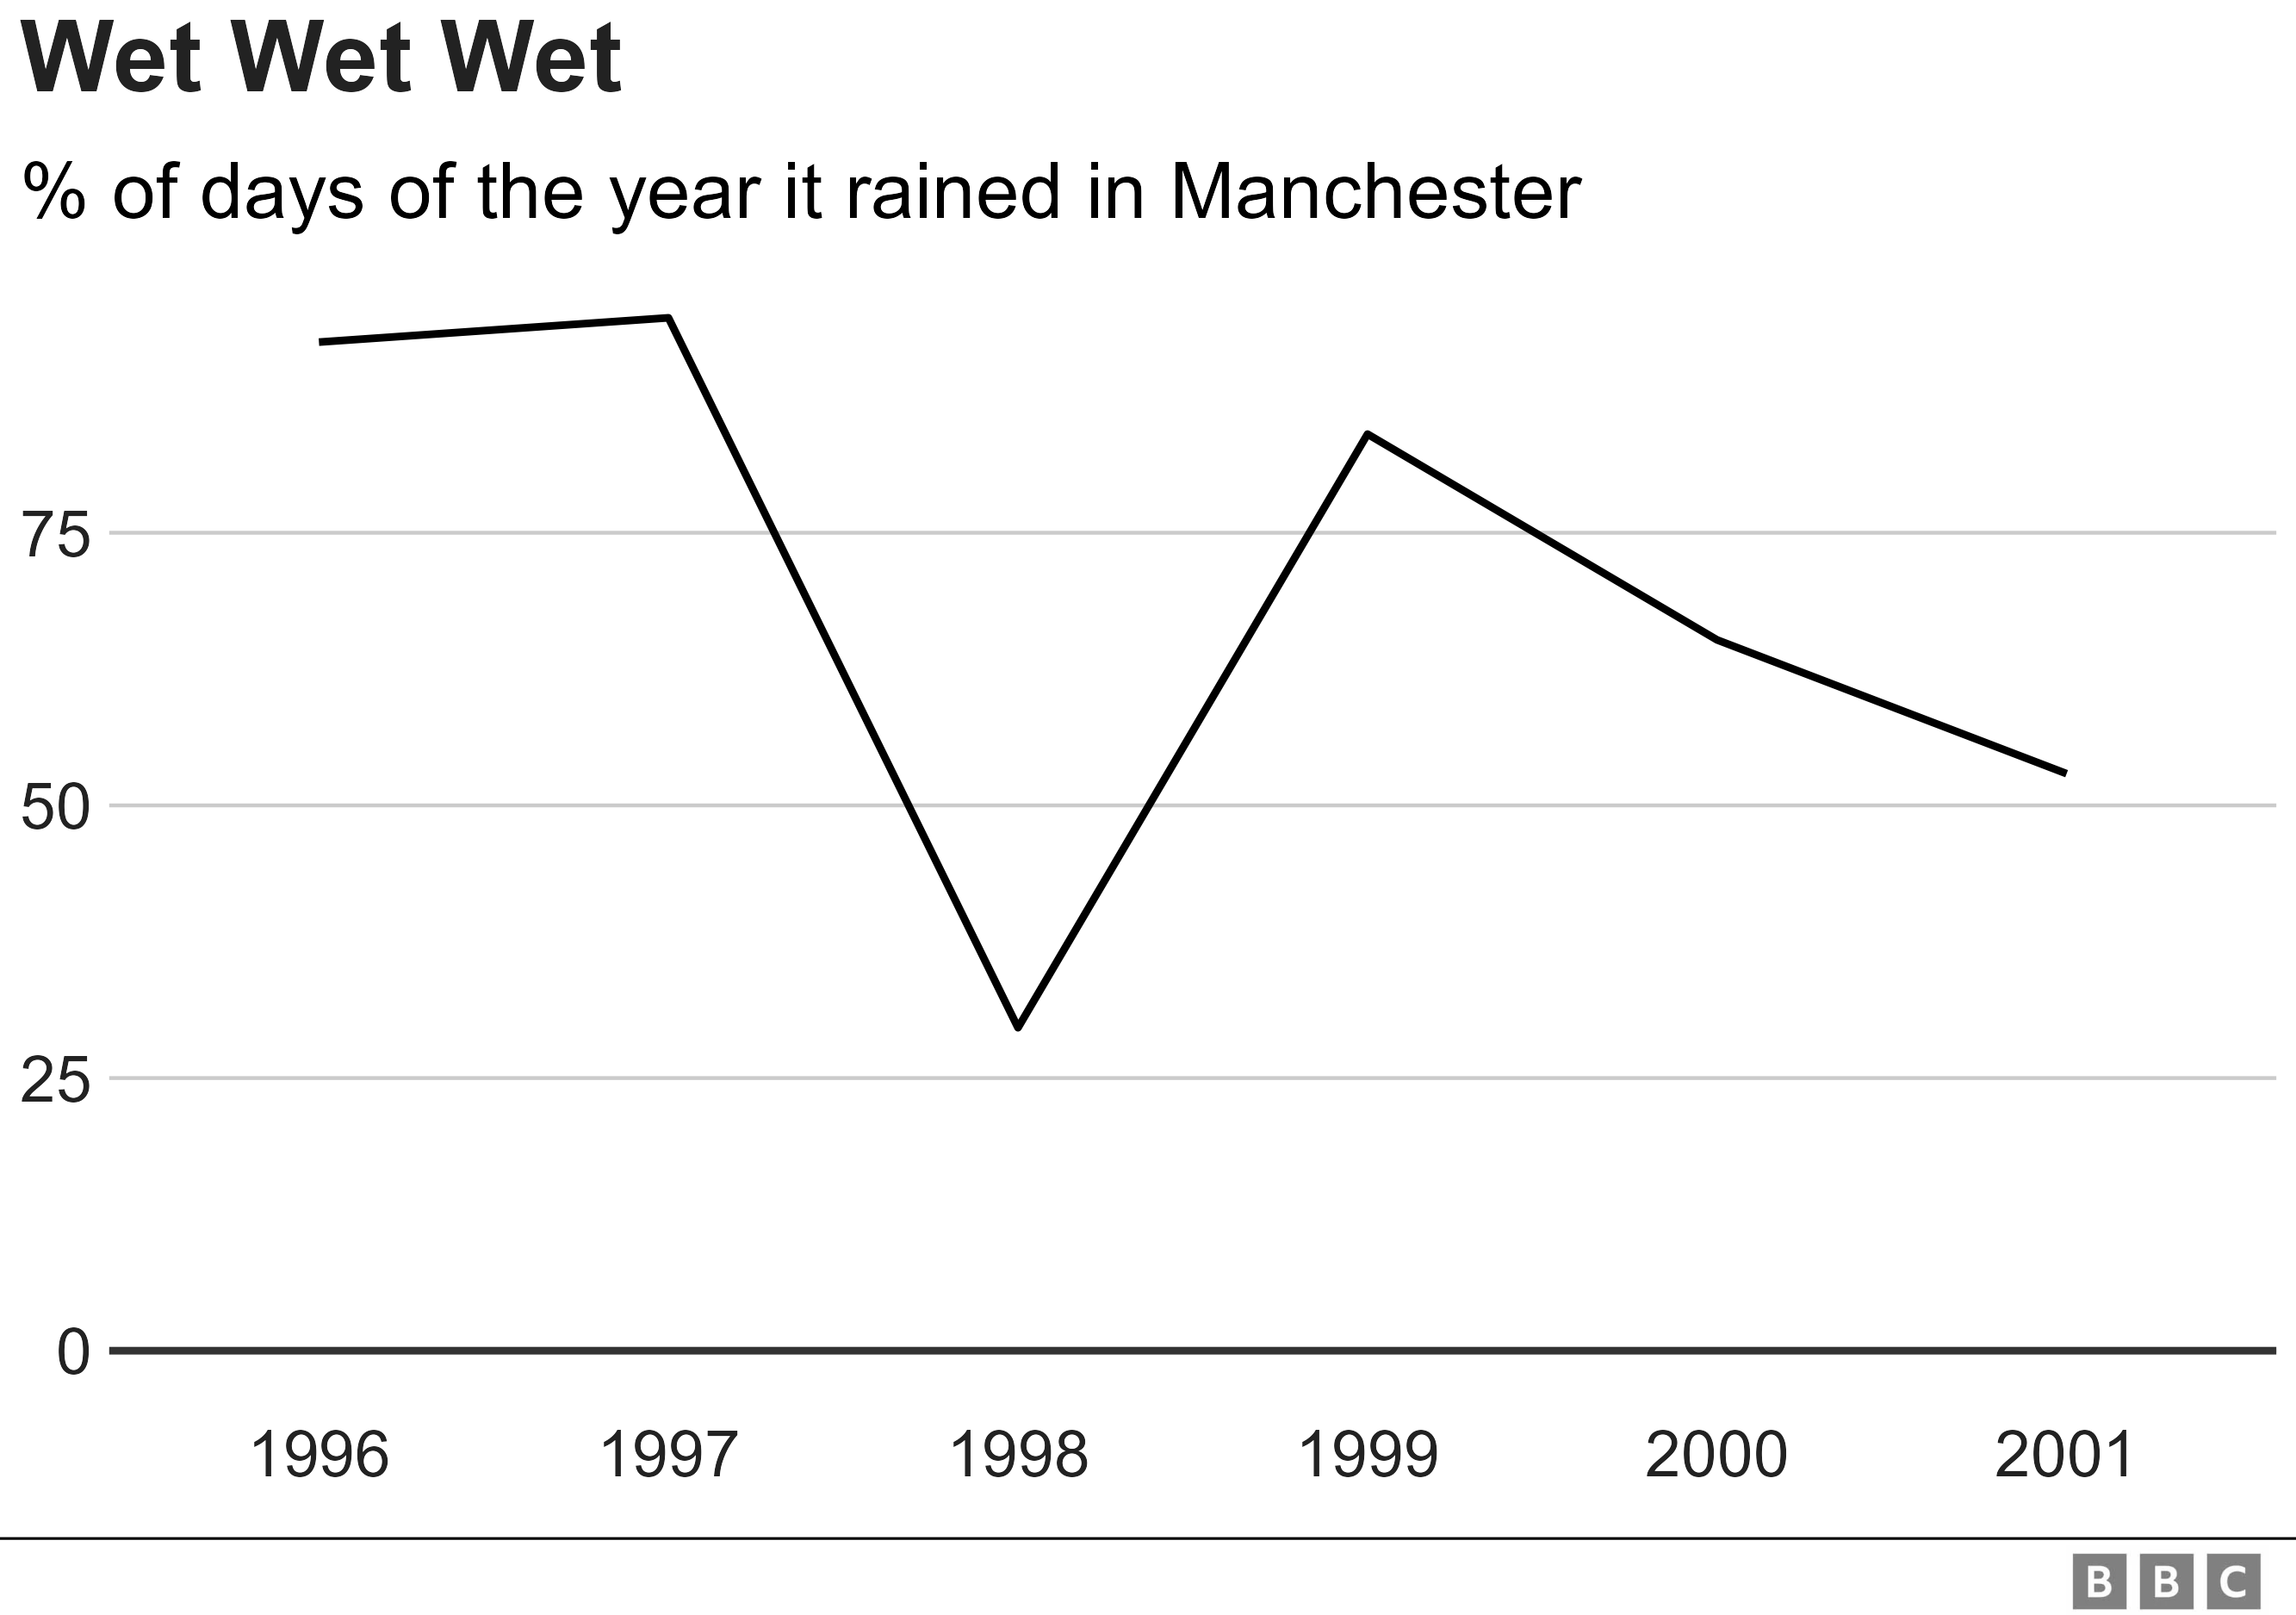 Wet Wet Wet
% of days of the year it rained in Manchester
75
50
25
0
1996 1997 1998 1999 2000 2001
BBC